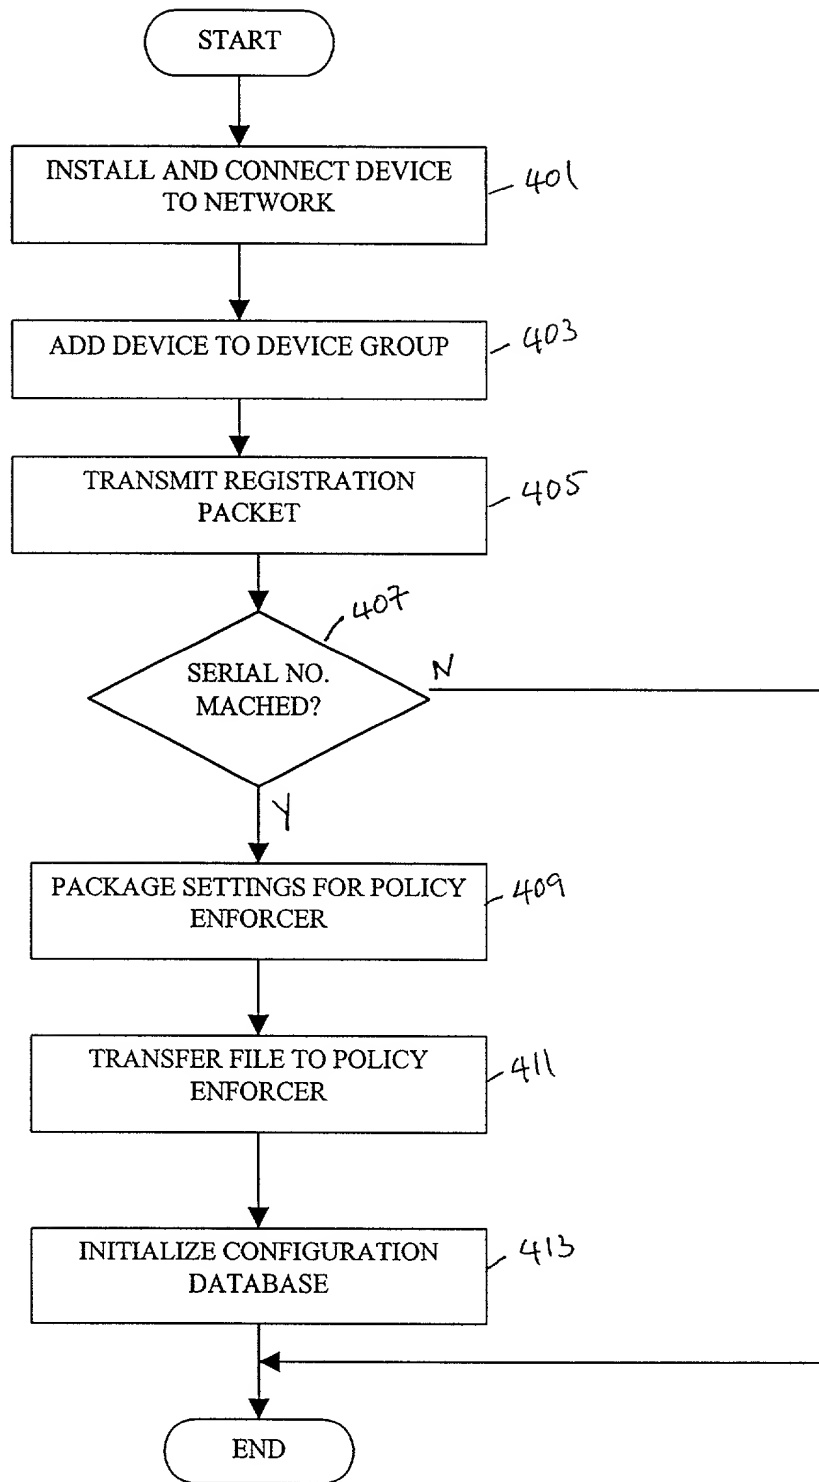 START
INSTALL AND CONNECT DEVICE
TO NETWORK
401
ADD DEVICE TO DEVICE GROUP
403
TRANSMIT REGISTRATION
PACKET
405
407
SERIAL NO.
MACHED?
N
Y
PACKAGE SETTINGS FOR POLICY
ENFORCER
409
TRANSFER FILE TO POLICY
ENFORCER
411
INITIALIZE CONFIGURATION
DATABASE
413
END